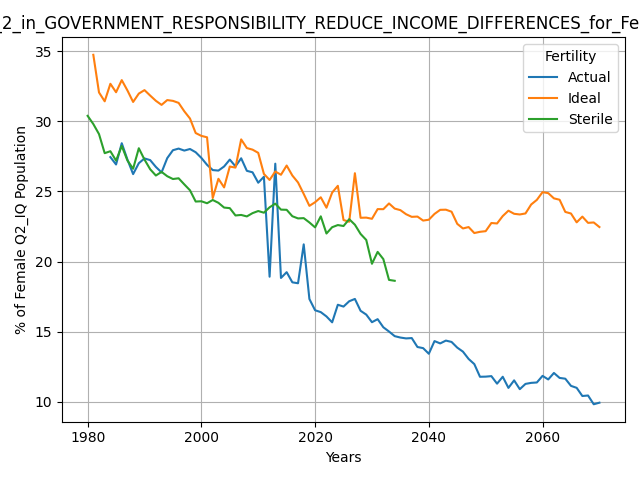 _2_in_GOVERNMENT_RESPONSIBILITY_REDUCE_INCOME_DIFFERENCES_for_Fe
Fertility
Actual
Ideal
Sterile
% of Female Q2_IQ Population
35
30
25
20
15
10
1980
2000
2020
2040
2060
Years